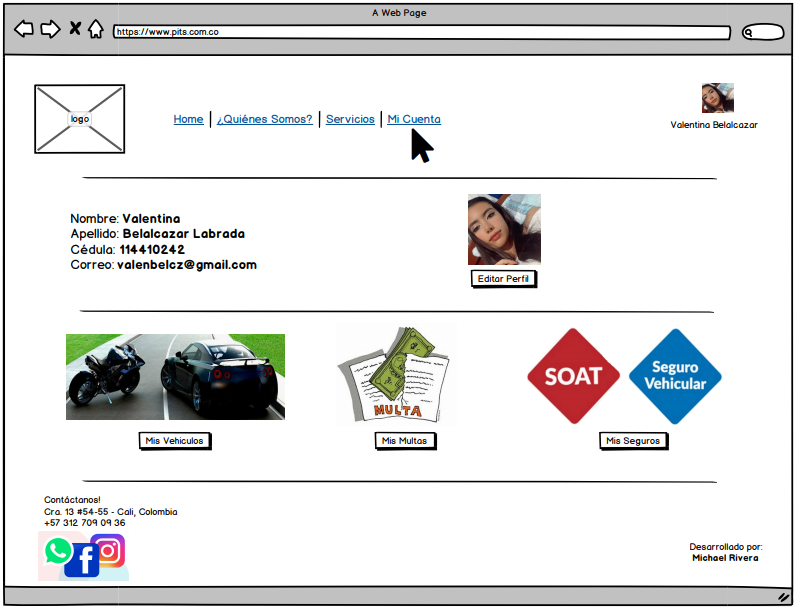 A Web Page
https://www.pits.com.co
logo
Home
¿Quiénes Somos?
Servicios
Mi Cuenta
Valentina Belalcazar
Nombre: Valentina
Apellido: Belalcazar Labrada
Cédula: 114410242
Correo: valenbelcz@gmail.com
Editar Perfil
MULTA
SOAT
Seguro
Vehicular
Mis Vehiculos
Mis Multas
Mis Seguros
Contáctanos!
Cra. 13 #54-55 - Cali, Colombia
+57 312 709 09 36
Desarrollado por:
Michael Rivera